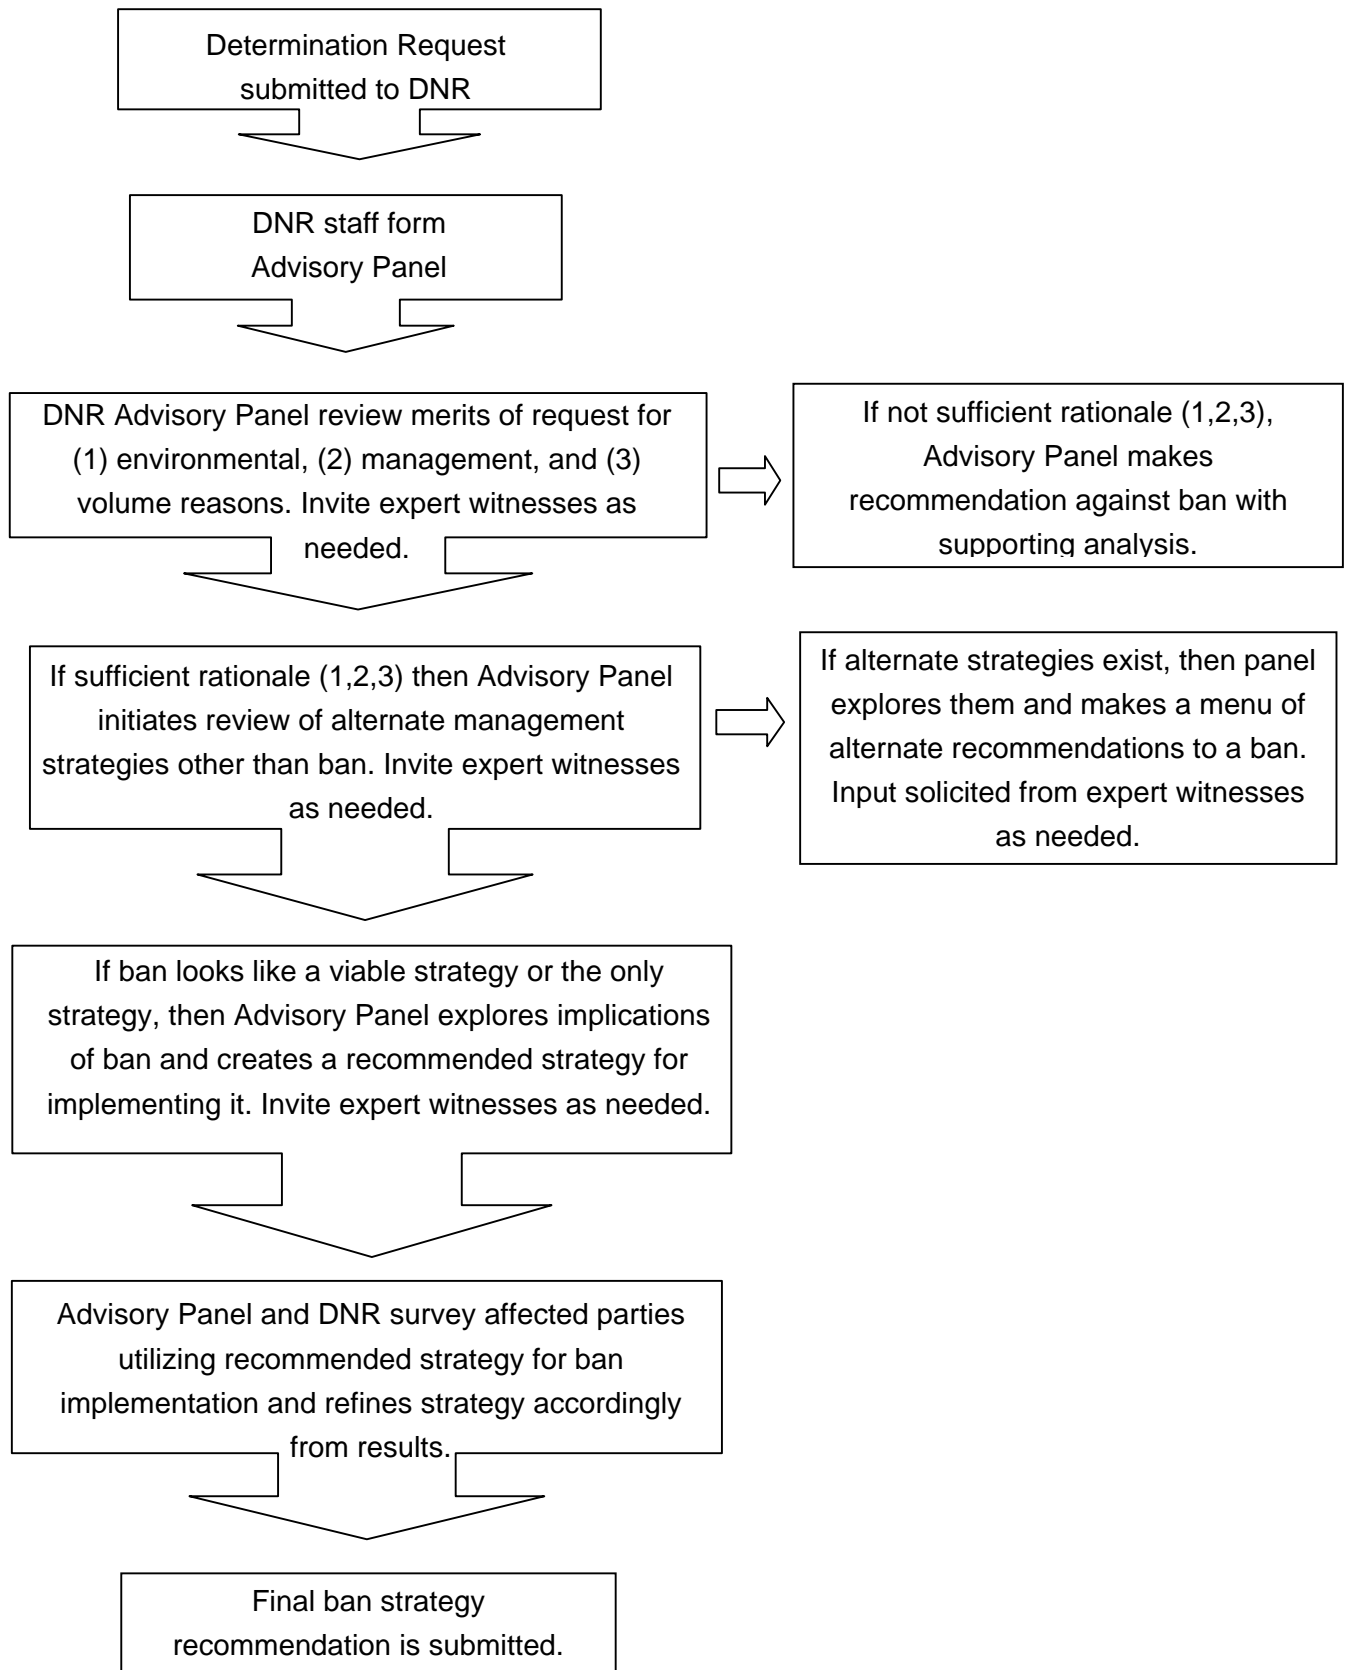 Determination Request
submitted to DNR
DNR staff form
Advisory Panel
DNR Advisory Panel review merits of request for
(1) environmental, (2) management, and (3)
volume reasons. Invite expert witnesses as
needed.
If not sufficient rationale (1,2,3),
Advisory Panel makes
recommendation against ban with
supporting analysis.
If sufficient rationale (1,2,3) then Advisory Panel
initiates review of alternate management
strategies other than ban. Invite expert witnesses
as needed.
If alternate strategies exist, then panel
explores them and makes a menu of
alternate recommendations to a ban.
Input solicited from expert witnesses
as needed.
If ban looks like a viable strategy or the only
strategy, then Advisory Panel explores implications
of ban and creates a recommended strategy for
implementing it. Invite expert witnesses as needed.
Advisory Panel and DNR survey affected parties
utilizing recommended strategy for ban
implementation and refines strategy accordingly
from results.
Final ban strategy
recommendation is submitted.